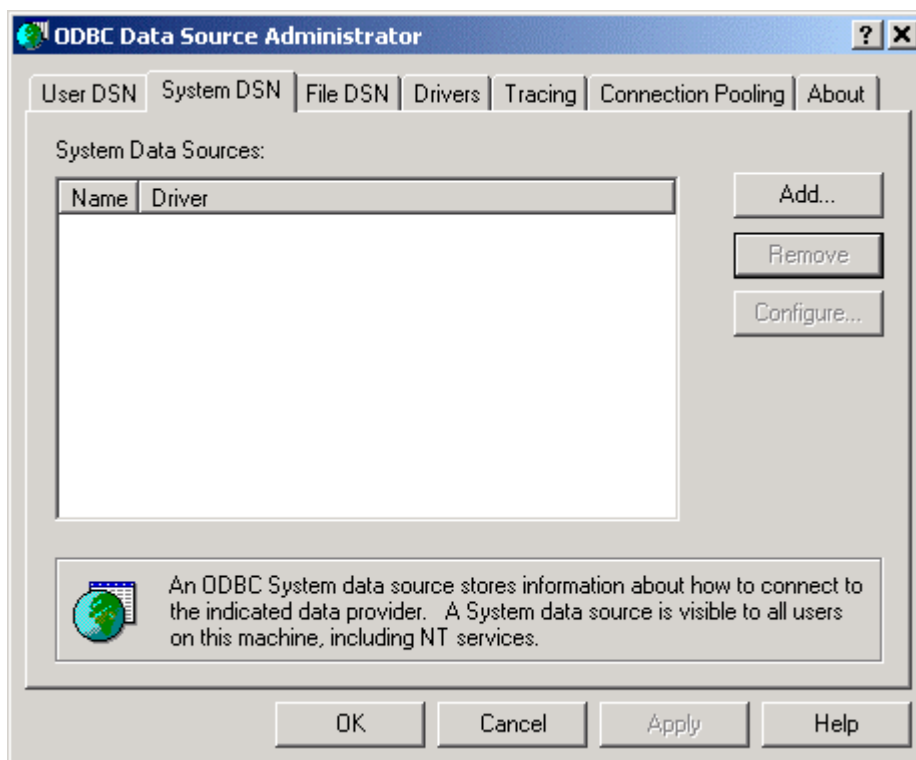 ODBC Data Source Administrator
User DSN System DSN File DSN Drivers Tracing Connection Pooling About
System Data Sources:
Name Driver
Add...
Remove
Configure...
An ODBC System data source stores information about how to connect to
the indicated data provider. A System data source is visible to all users
on this machine, including NT services.
OK Cancel Apply Help